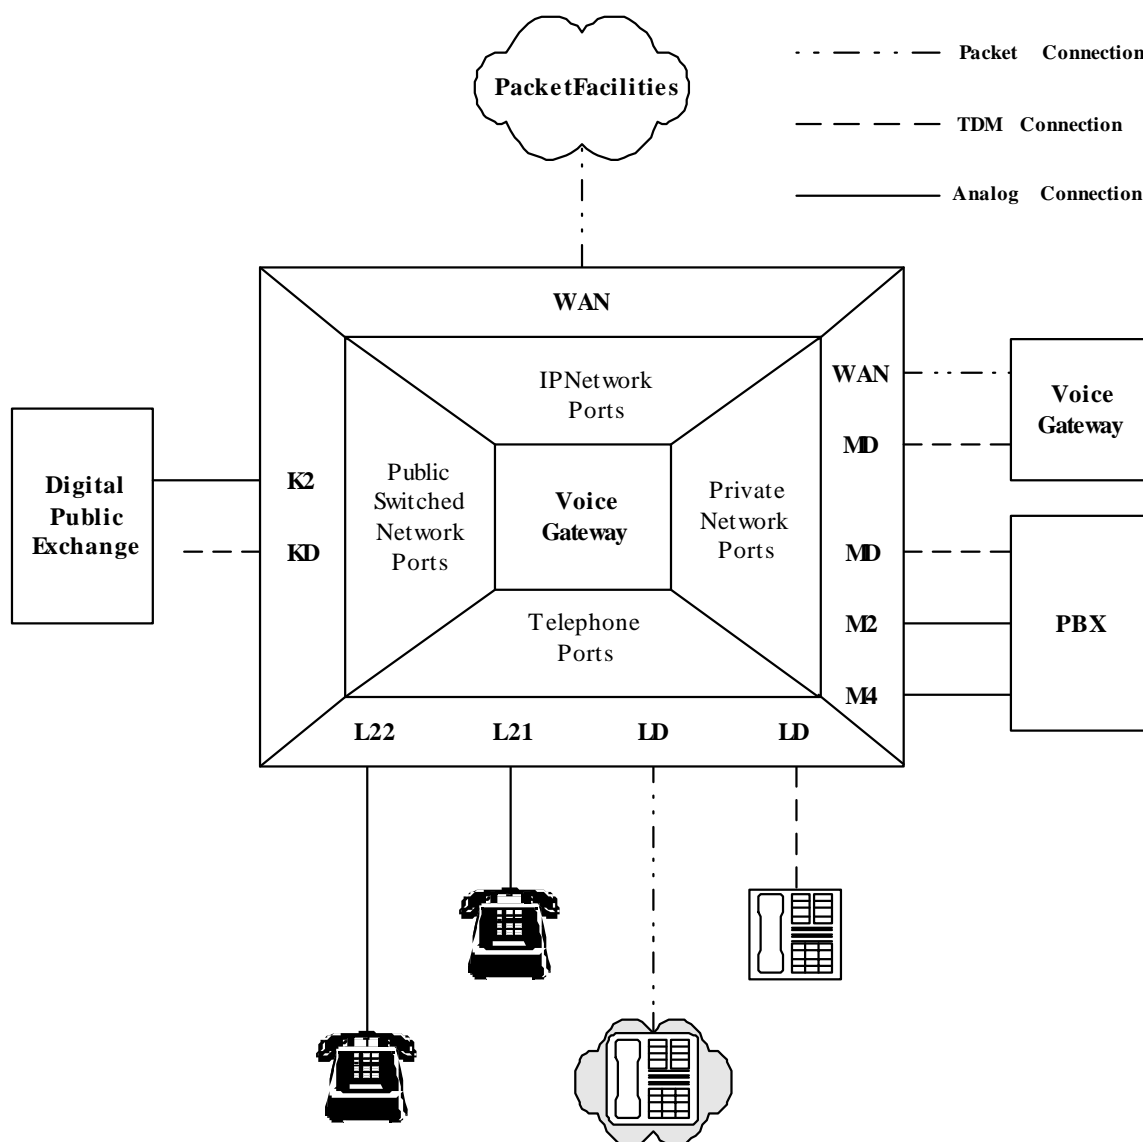 PacketFacilities
Packet Connection
TDM Connection
Analog Connection
WAN
IPNetwork
Ports
WAN
MD
Voice
Gateway
Digital
Public
Exchange
K2
KD
Public
Switched
Network
Ports
Voice
Gateway
Private
Network
Ports
MD
M2
M4
PBX
Telephone
Ports
L22
L21
LD
LD